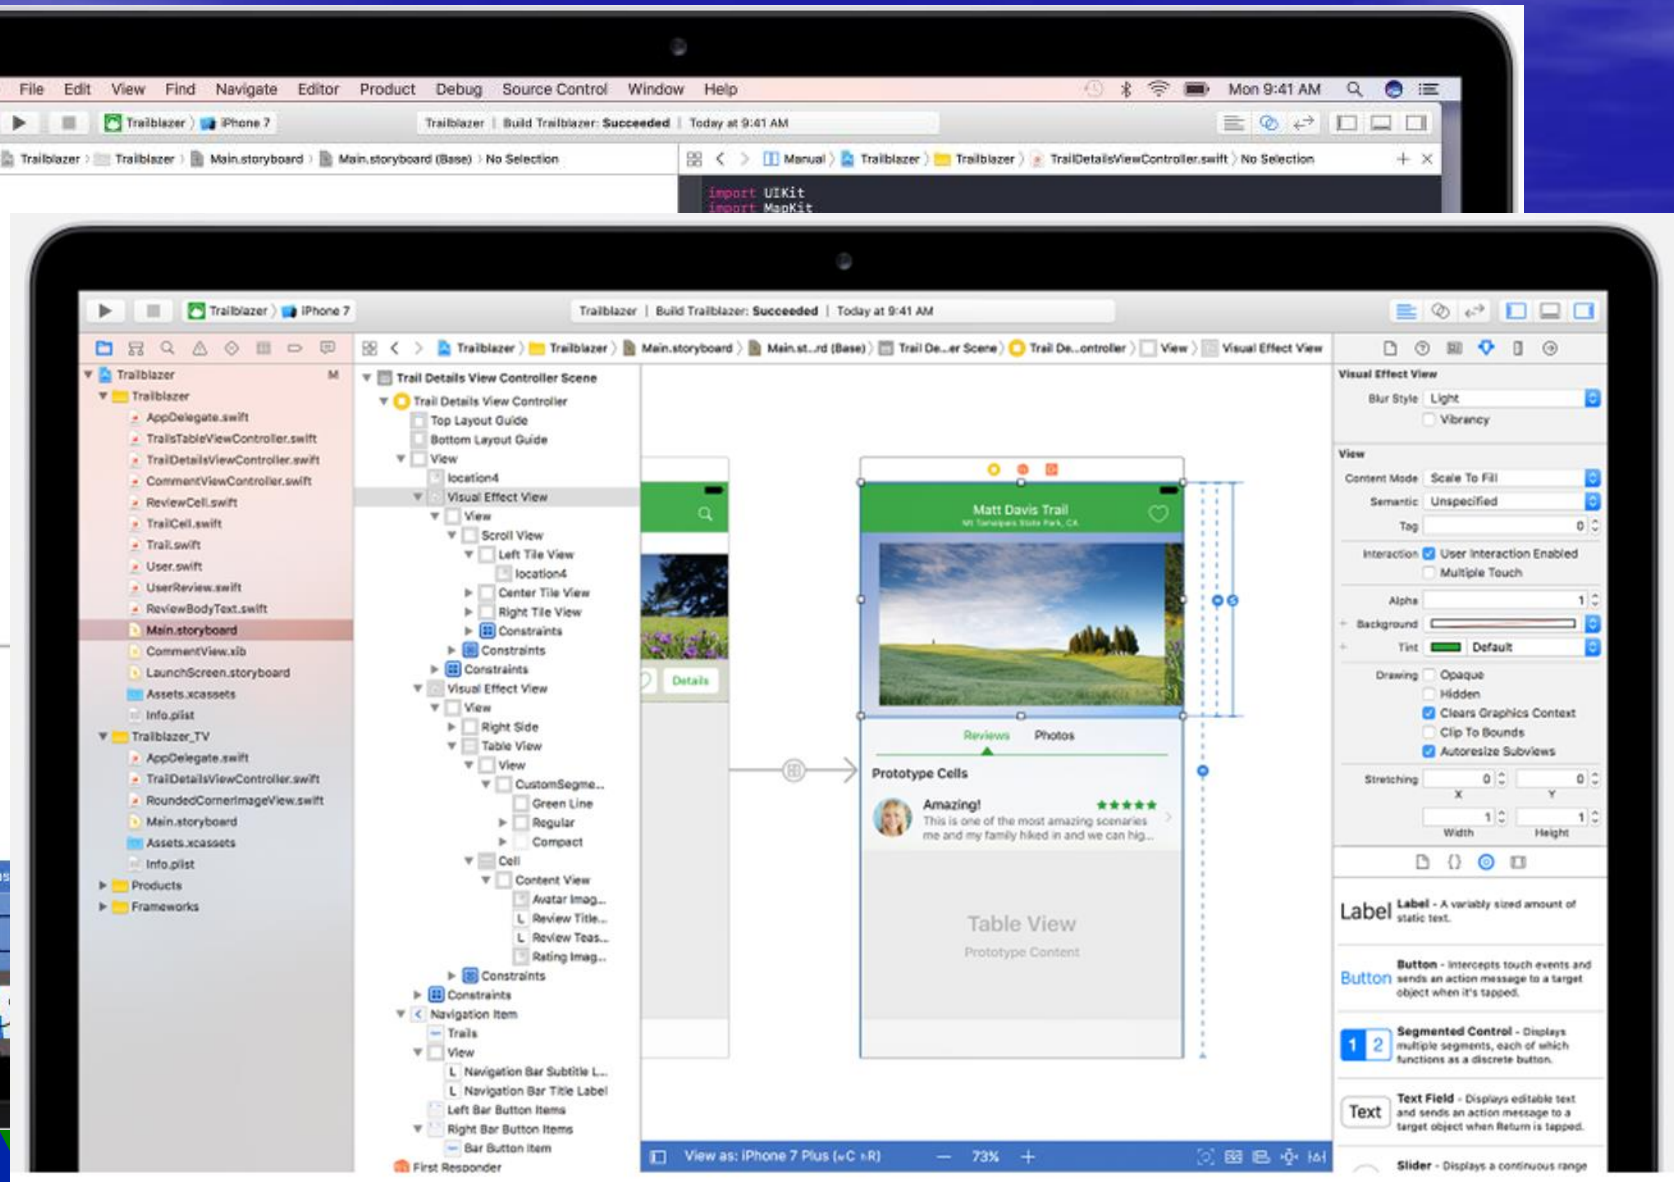 File Edit View Find Navigate Editor Product Debug Source Control Window Help Mon 9:41 AM
Trailblazer iPhone 7 Trailblazer | Build Trailblazer: Succeeded | Today at 9:41 AM
Trailblazer Trailblazer Main.storyboard Main.storyboard (Base) No Selection Manual Trailblazer Trailblazer TrailDetailsViewController.swift No Selection
import UIKit
import MapKit
Trailblazer iPhone 7 Trailblazer | Build Trailblazer: Succeeded | Today at 9:41 AM
Trailblazer Trailblazer Main.storyboard Main.st...rd (Base) Trail De...er Scene) Trail De...ontroller View Visual Effect View
Trailblazer M
Trailblazer
AppDelegate.swift
TrailsTableViewController.swift
TrailDetailsViewController.swift
CommentViewController.swift
ReviewCell.swift
TrailCell.swift
Trail.swift
User.swift
UserReview.swift
ReviewBodyText.swift
Main.storyboard
CommentView.xib
LaunchScreen.storyboard
Assets.xcassets
Info.plist
Trailblazer_TV
AppDelegate.swift
TrailDetailsViewController.swift
RoundedCornerImageView.swift
Main.storyboard
Assets.xcassets
Info.plist
Products
Frameworks
Trail Details View Controller Scene
Trail Details View Controller
Top Layout Guide
Bottom Layout Guide
View
location4
Visual Effect View
View
Scroll View
Left Tile View
location4
Center Tile View
Right Tile View
Constraints
Constraints
Constraints
Visual Effect View
View
Right Side
Table View
View
CustomSegme...
Green Line
Regular
Compact
Cell
Content View
Avatar Imag...
L Review Title...
L Review Teas...
Rating Imag...
Constraints
Constraints
Navigation Item
Trails
View
L Navigation Bar Subtitle L...
L Navigation Bar Title Label
Left Bar Button Items
Right Bar Button Items
Bar Button Item
First Responder
Details
Matt Davis Trail
Mt Tamalpais State Park, CA
Reviews Photos
Prototype Cells
Amazing!
This is one of the most amazing scenaries
me and my family hiked in and we can hig...
Table View
Prototype Content
View as: iPhone 7 Plus (wC hR) — 73% +
Visual Effect View
Blur Style Light
Vibrancy
View
Content Mode Scale To Fill
Semantic Unspecified
Tag 0
Interaction User Interaction Enabled
Multiple Touch
Alpha 1
Background
Tint Default
Drawing Opaque
Hidden
Clears Graphics Context
Clip To Bounds
Autoresize Subviews
Stretching 0 0
X Y
1 1
Width Height
Label Label - A variably sized amount of
static text.
Button Button - Intercepts touch events and
sends an action message to a target
object when it's tapped.
1 2 Segmented Control - Displays
multiple segments, each of which
functions as a discrete button.
Text Text Field - Displays editable text
and sends an action message to a
target object when Return is tapped.
Slider - Displays a continuous range